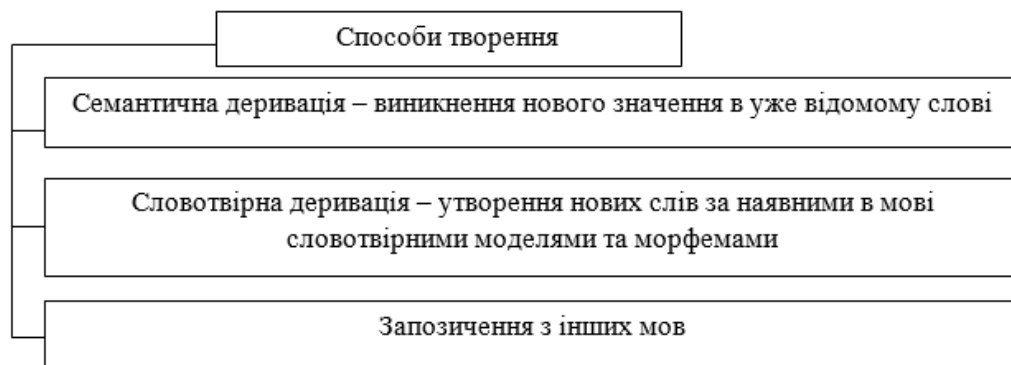 Способи творення
Семантична деривація – виникнення нового значення в уже відомому слові
Словотвірна деривація – утворення нових слів за наявними в мові
словотвірними моделями та морфемами
Запозичення з інших мов